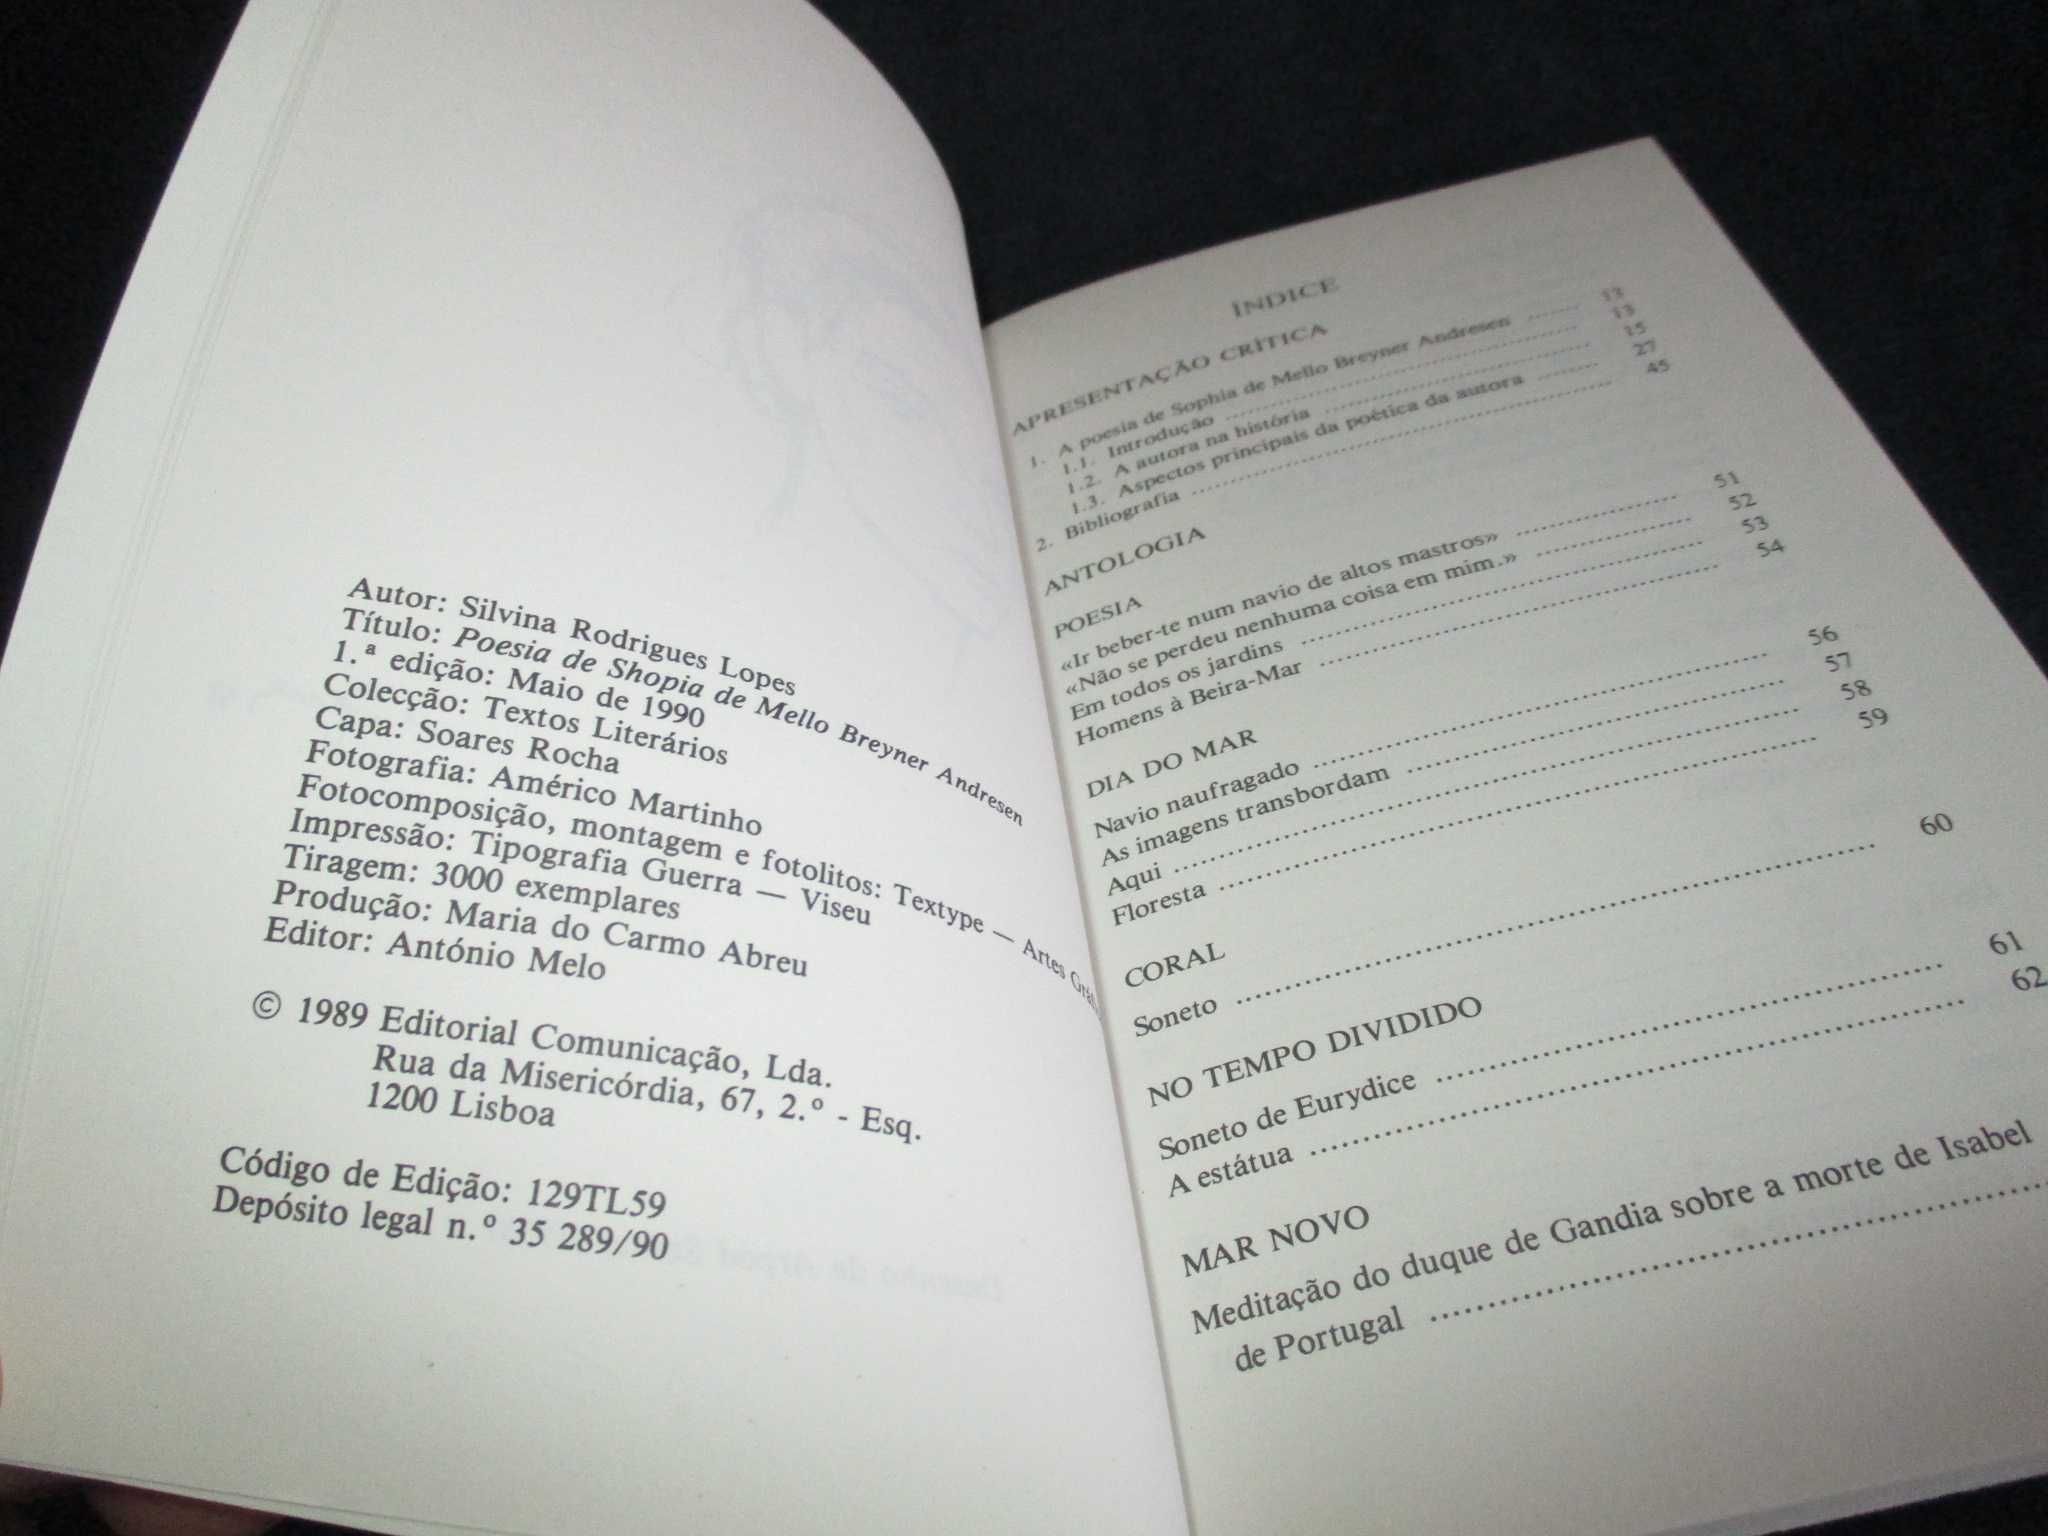 Autor: Silvina Rodrigues Lopes
Título: Poesia de Shopia de Mello Breyner Andresen
1.ª edição: Maio de 1990
Colecção: Textos Literários
Capa: Soares Rocha
Fotografia: Américo Martinho
Fotocomposição, montagem e fotolitos: Textype — Artes
Impressão: Tipografia Guerra — Viseu
Tiragem: 3000 exemplares
Produção: Maria do Carmo Abreu
Editor: António Melo
© 1989 Editorial Comunicação, Lda.
Rua da Misericórdia, 67, 2.º - Esq.
1200 Lisboa
Código de Edição: 129TL59
Depósito legal n.º 35 289/90
ÍNDICE
APRESENTAÇÃO CRÍTICA
1. A poesia de Sophia de Mello Breyner Andresen ........ 13
1.1. Introdução ........ 13
1.2. A autora na história ........ 15
1.3. Aspectos principais da poética da autora ........ 27
2. Bibliografia ........ 45
ANTOLOGIA
POESIA
«Ir beber-te num navio de altos mastros» ........ 51
«Não se perdeu nenhuma coisa em mim.» ........ 52
Em todos os jardins ........ 53
Homens à Beira-Mar ........ 54
DIA DO MAR
Navio naufragado ........ 56
As imagens transbordam ........ 57
Aqui ........ 58
Floresta ........ 59
CORAL
Soneto ........ 60
NO TEMPO DIVIDIDO
Soneto de Eurydice ........ 61
A estátua ........ 62
MAR NOVO
Meditação do duque de Gandia sobre a morte de Isabel
de Portugal ........